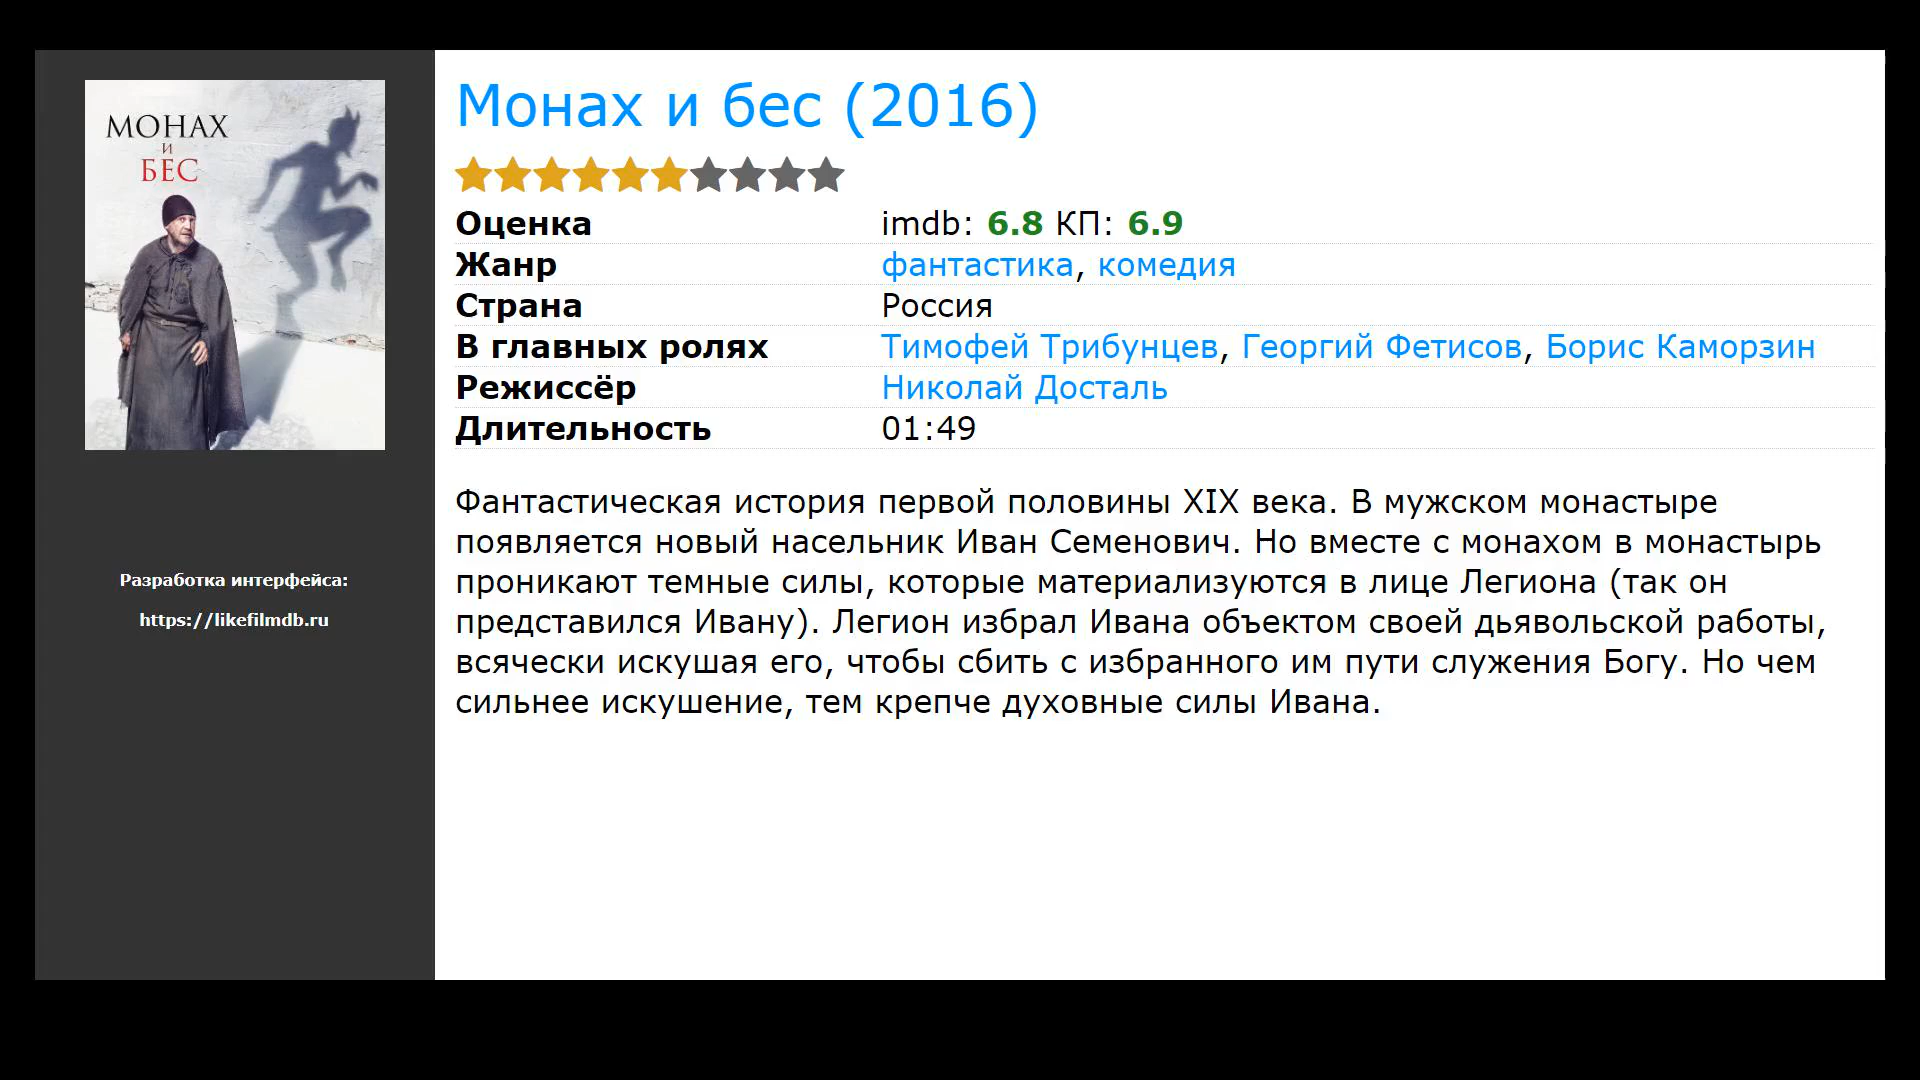 МОНАХ
И
БЕС
Разработка интерфейса:
https://likefilmdb.ru
Монах и бес (2016)
Оценка imdb: 6.8 КП: 6.9
Жанр фантастика, комедия
Страна Россия
В главных ролях Тимофей Трибунцев, Георгий Фетисов, Борис Каморзин
Режиссёр Николай Досталь
Длительность 01:49
Фантастическая история первой половины XIX века. В мужском монастыре
появляется новый насельник Иван Семенович. Но вместе с монахом в монастырь
проникают темные силы, которые материализуются в лице Легиона (так он
представился Ивану). Легион избрал Ивана объектом своей дьявольской работы,
всячески искушая его, чтобы сбить с избранного им пути служения Богу. Но чем
сильнее искушение, тем крепче духовные силы Ивана.